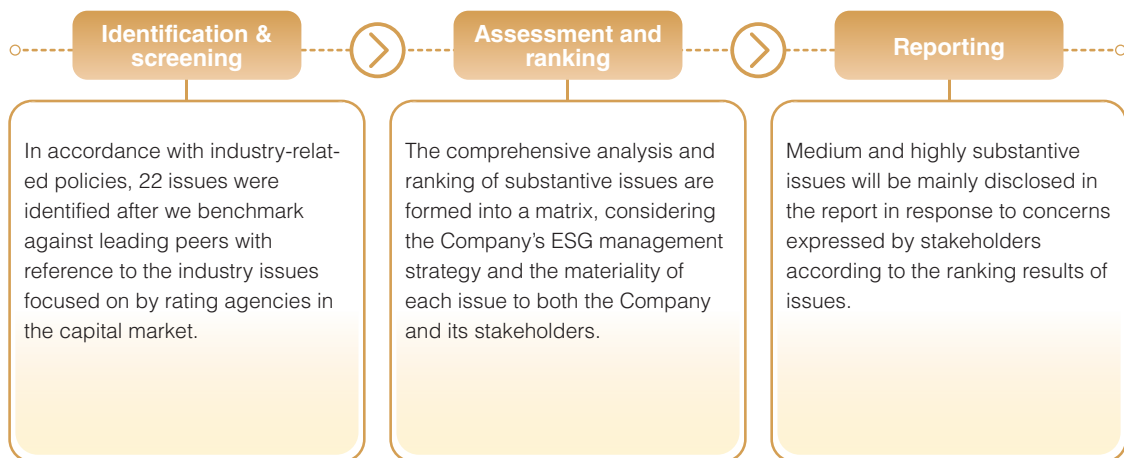 Identification &
screening
Assessment and
ranking
Reporting
In accordance with industry-relat-
ed policies, 22 issues were
identified after we benchmark
against leading peers with
reference to the industry issues
focused on by rating agencies in
the capital market.
The comprehensive analysis and
ranking of substantive issues are
formed into a matrix, considering
the Company’s ESG management
strategy and the materiality of
each issue to both the Company
and its stakeholders.
Medium and highly substantive
issues will be mainly disclosed in
the report in response to concerns
expressed by stakeholders
according to the ranking results of
issues.